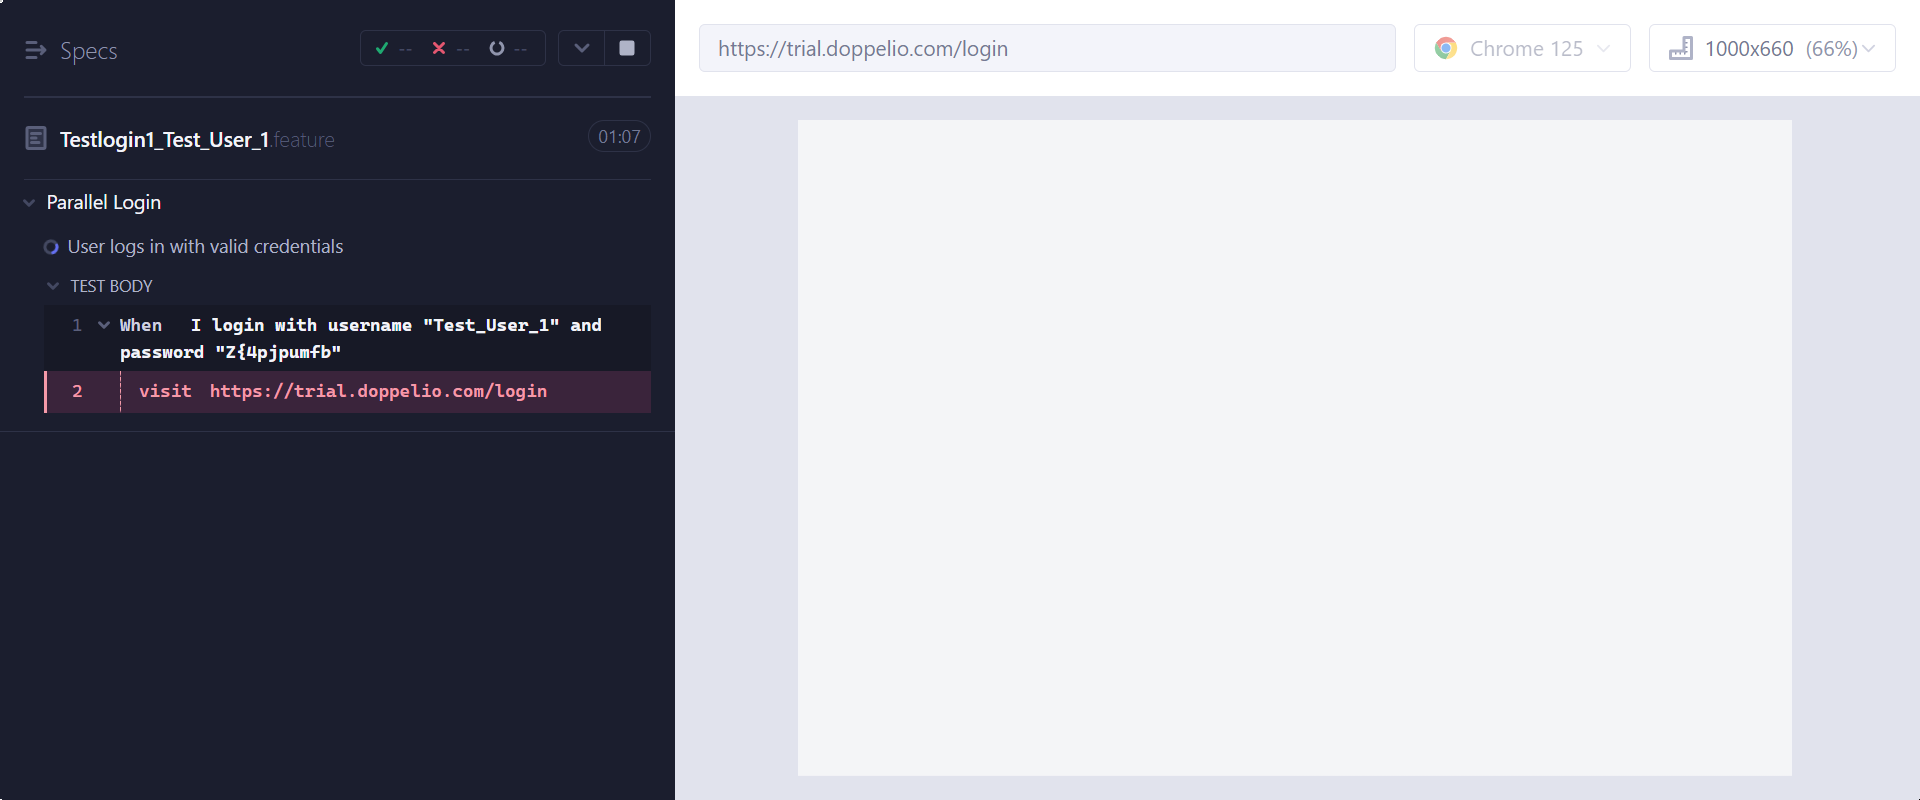 Specs
-- -- --
https://trial.doppelio.com/login
Chrome 125
1000x660 (66%)
Testlogin1_Test_User_1.feature
01:07
Parallel Login
User logs in with valid credentials
TEST BODY
1 When I login with username "Test_User_1" and
password "Z{4pjpumfb"
2 visit https://trial.doppelio.com/login